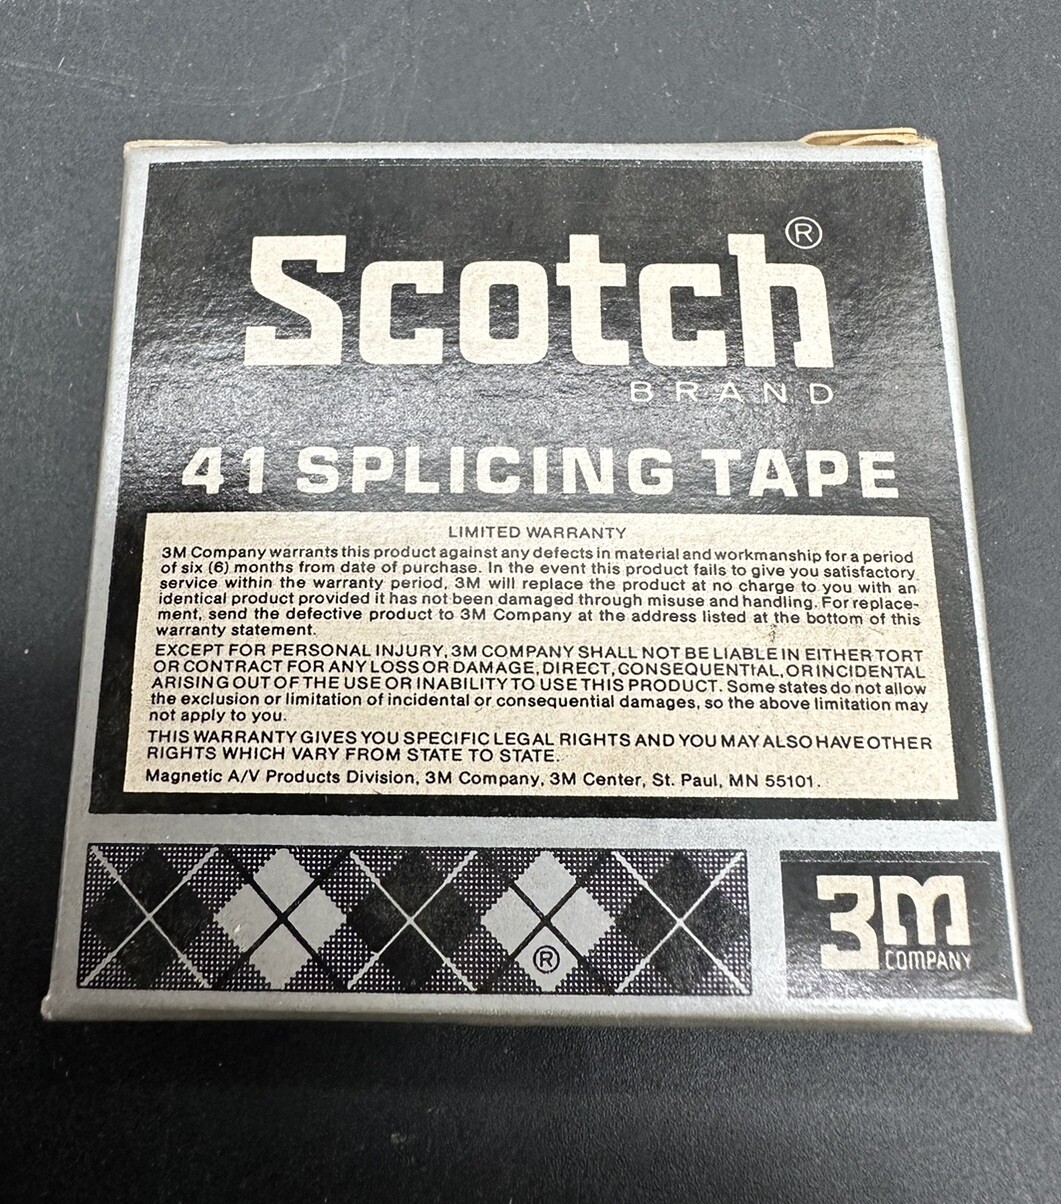 Scotch®
BRAND
41 SPLICING TAPE
LIMITED WARRANTY
3M Company warrants this product against any defects in material and workmanship for a period
of six (6) months from date of purchase. In the event this product fails to give you satisfactory
service within the warranty period, 3M will replace the product at no charge to you with an
identical product provided it has not been damaged through misuse and handling. For replace-
ment, send the defective product to 3M Company at the address listed at the bottom of this
warranty statement.
EXCEPT FOR PERSONAL INJURY, 3M COMPANY SHALL NOT BE LIABLE IN EITHER TORT
OR CONTRACT FOR ANY LOSS OR DAMAGE, DIRECT, CONSEQUENTIAL, OR INCIDENTAL
ARISING OUT OF THE USE OR INABILITY TO USE THIS PRODUCT. Some states do not allow
the exclusion or limitation of incidental or consequential damages, so the above limitation may
not apply to you.
THIS WARRANTY GIVES YOU SPECIFIC LEGAL RIGHTS AND YOU MAY ALSO HAVE OTHER
RIGHTS WHICH VARY FROM STATE TO STATE.
Magnetic A/V Products Division, 3M Company, 3M Center, St. Paul, MN 55101.
®
3M
COMPANY